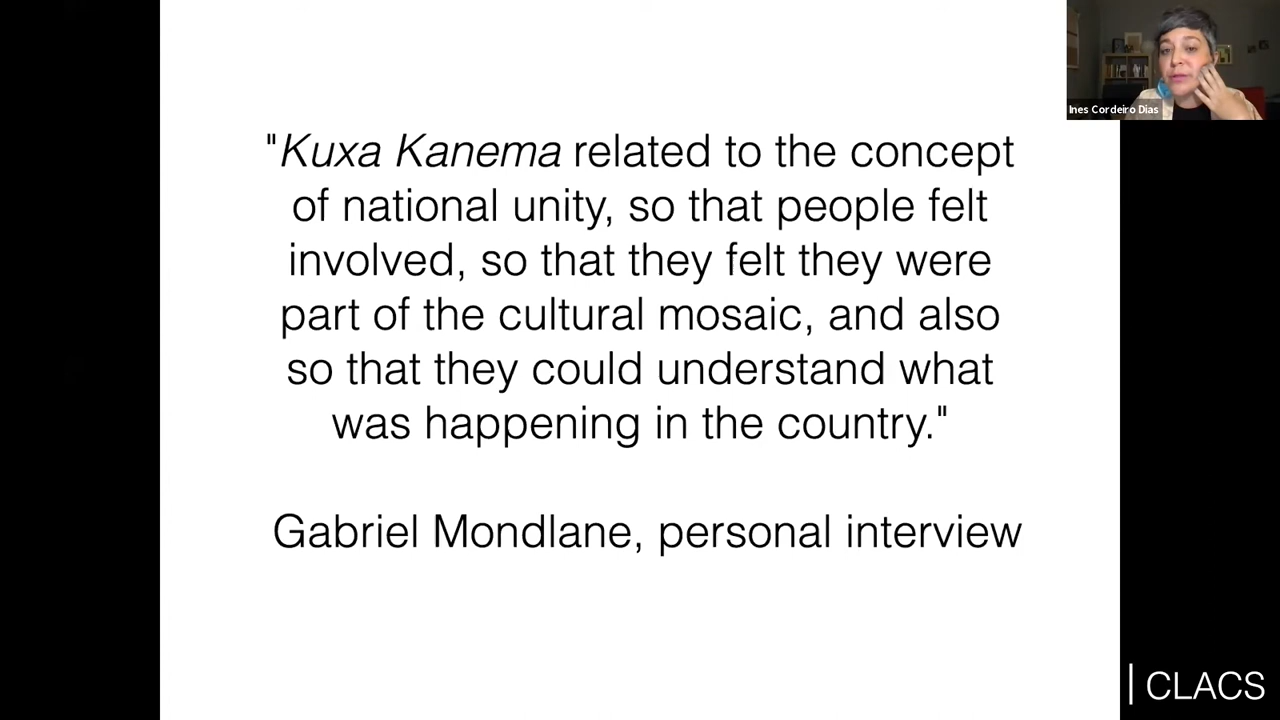 Ines Cordeiro Dias
"Kuxa Kanema related to the concept
of national unity, so that people felt
involved, so that they felt they were
part of the cultural mosaic, and also
so that they could understand what
was happening in the country."
Gabriel Mondlane, personal interview
| CLACS